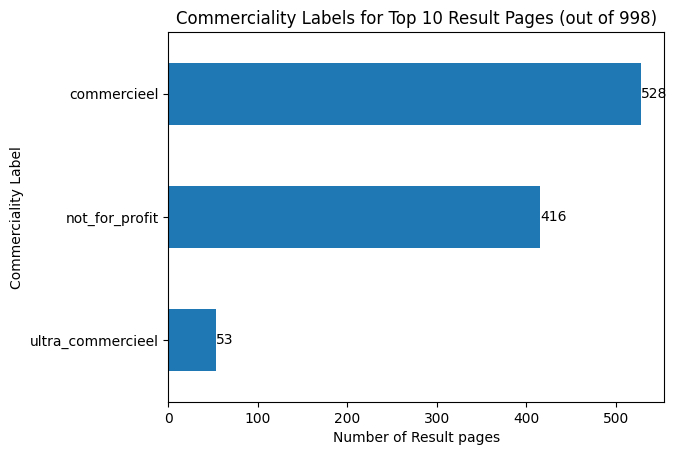 Commerciality Labels for Top 10 Result Pages (out of 998)
Commerciality Label
commercieel
528
not_for_profit
416
ultra_commercieel
53
0 100 200 300 400 500
Number of Result pages